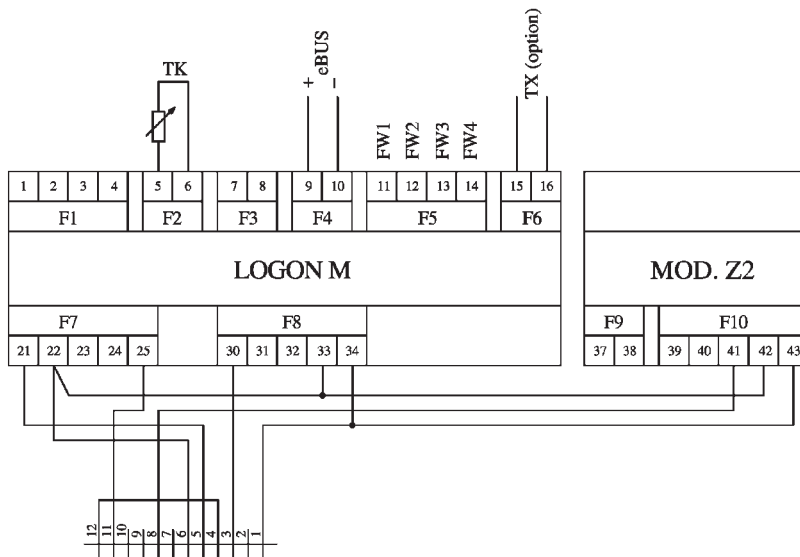 TK
+ eBUS -
TX (option)
FW1 FW2 FW3 FW4
1 2 3 4 5 6 7 8 9 10 11 12 13 14 15 16
F1 F2 F3 F4 F5 F6
LOGON M MOD. Z2
F7 F8 F9 F10
21 22 23 24 25 30 31 32 33 34 37 38 39 40 41 42 43
12 11 10 9 8 7 6 5 4 3 2 1